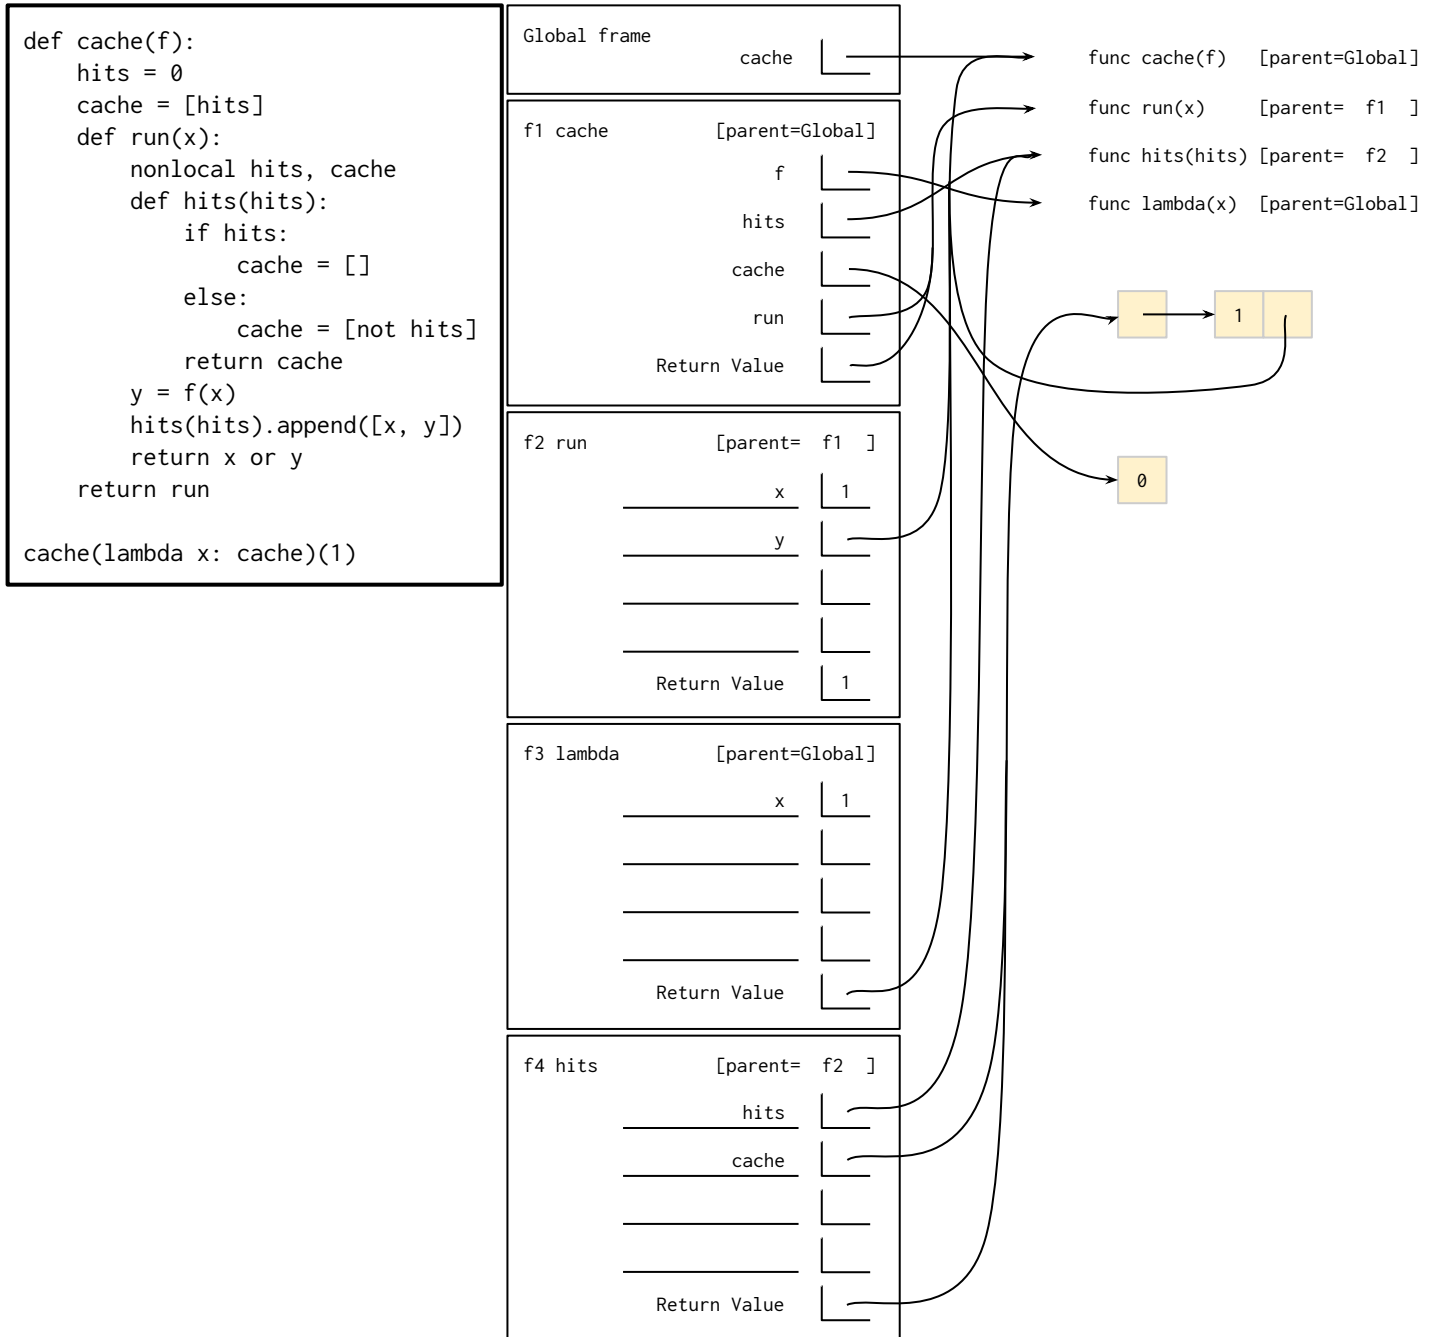 def cache(f):
    hits = 0
    cache = [hits]
    def run(x):
        nonlocal hits, cache
        def hits(hits):
            if hits:
                cache = []
            else:
                cache = [not hits]
            return cache
        y = f(x)
        hits(hits).append([x, y])
        return x or y
    return run

cache(lambda x: cache)(1)
Global frame
cache
f1 cache [parent=Global]
f
hits
cache
run
Return Value
f2 run [parent= f1 ]
x 1
y
Return Value 1
f3 lambda [parent=Global]
x 1
Return Value
f4 hits [parent= f2 ]
hits
cache
Return Value
func cache(f) [parent=Global]
func run(x) [parent= f1 ]
func hits(hits) [parent= f2 ]
func lambda(x) [parent=Global]
1
0